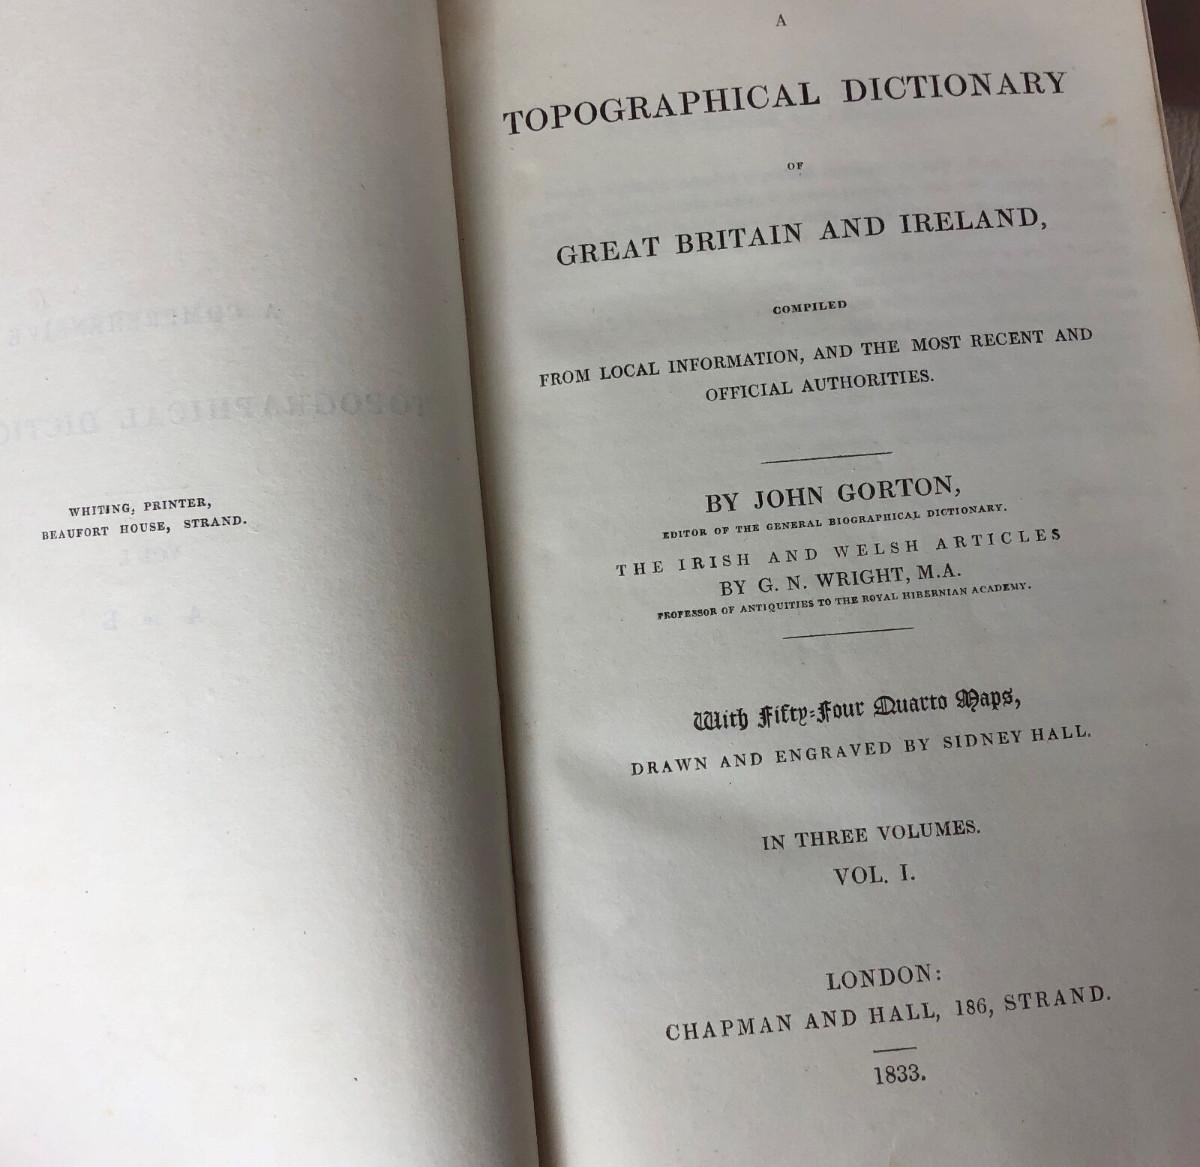 WHITING, PRINTER,
BEAUFORT HOUSE, STRAND.
A
TOPOGRAPHICAL DICTIONARY
OF
GREAT BRITAIN AND IRELAND,
COMPILED
FROM LOCAL INFORMATION, AND THE MOST RECENT AND
OFFICIAL AUTHORITIES.
BY JOHN GORTON,
EDITOR OF THE GENERAL BIOGRAPHICAL DICTIONARY.
THE IRISH AND WELSH ARTICLES
BY G. N. WRIGHT, M.A.
PROFESSOR OF ANTIQUITIES TO THE ROYAL HIBERNIAN ACADEMY.
With Fifty-Four Quarto Maps,
DRAWN AND ENGRAVED BY SIDNEY HALL.
IN THREE VOLUMES.
VOL. I.
LONDON:
CHAPMAN AND HALL, 186, STRAND.
1833.